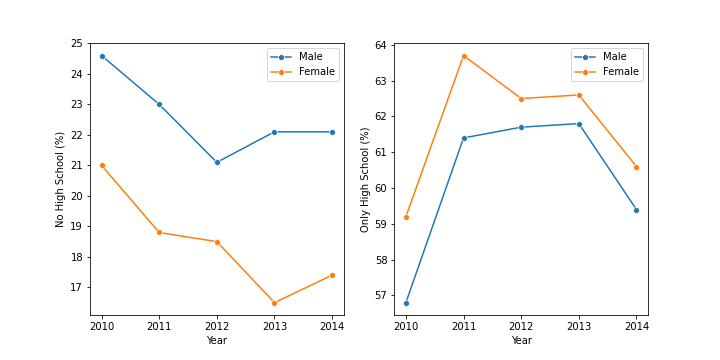 25
24
23
22
21
20
19
18
17
No High School (%)
2010 2011 2012 2013 2014
Year
Male
Female
64
63
62
61
60
59
58
57
Only High School (%)
2010 2011 2012 2013 2014
Year
Male
Female